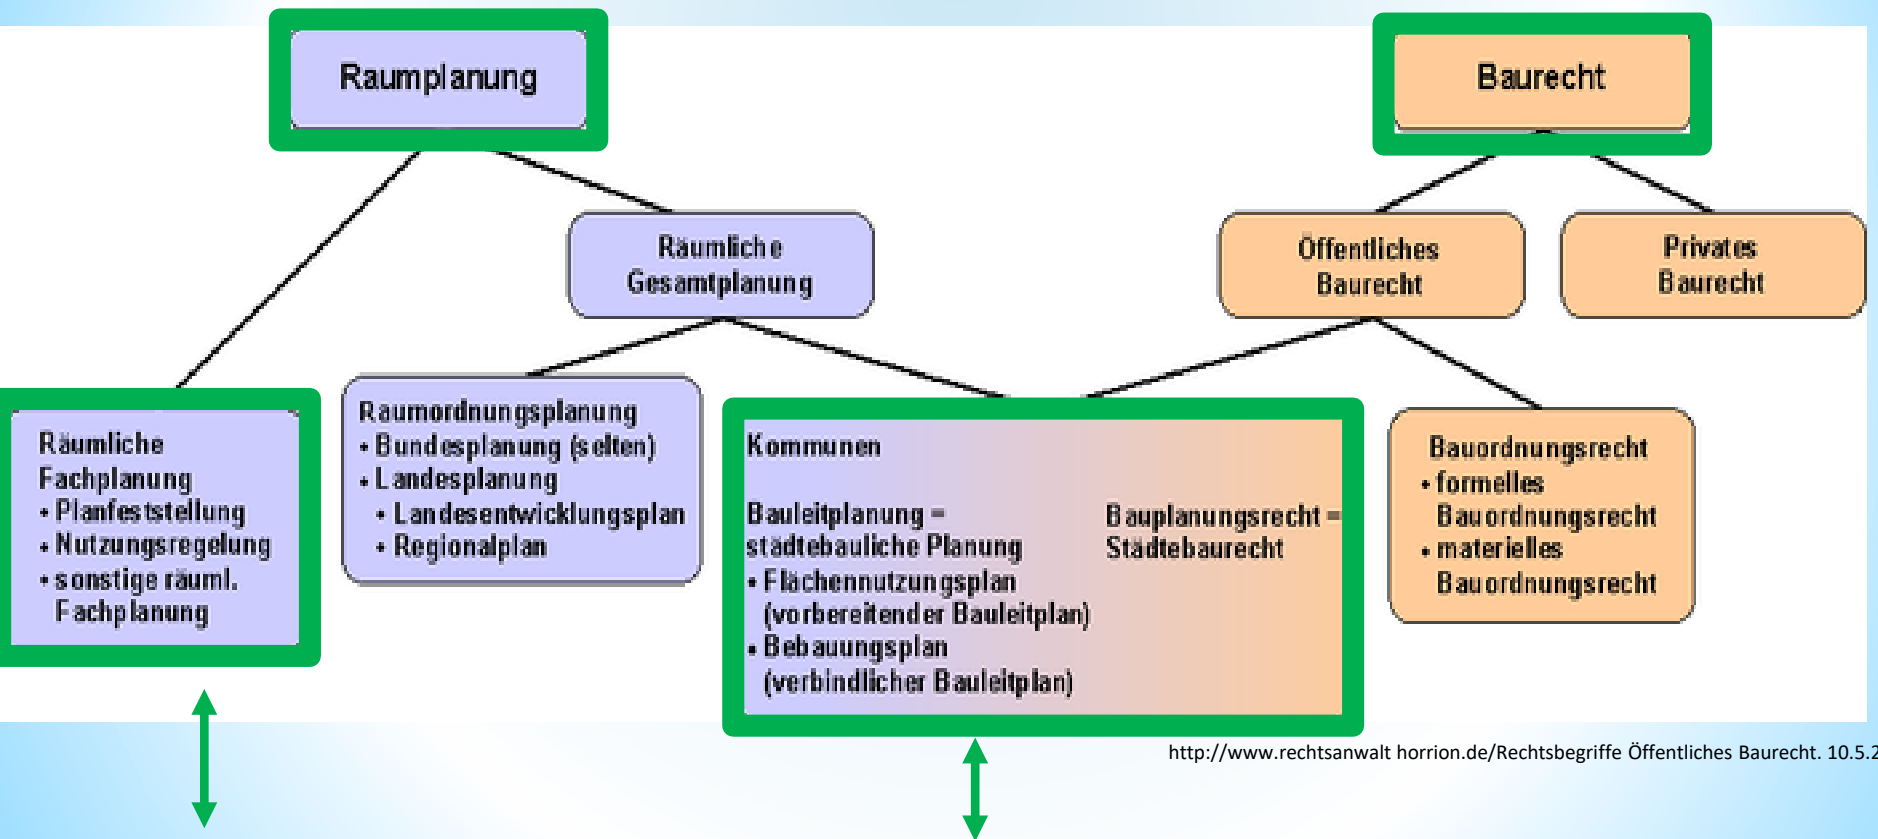 Raumplanung
Baurecht
Räumliche
Gesamtplanung
Öffentliches
Baurecht
Privates
Baurecht
Räumliche
Fachplanung
• Planfeststellung
• Nutzungsregelung
• sonstige räuml.
Fachplanung
Raumordnungsplanung
• Bundesplanung (selten)
• Landesplanung
• Landesentwicklungsplan
• Regionalplan
Kommunen
Bauleitplanung =
städtebauliche Planung
• Flächennutzungsplan
(vorbereitender Bauleitplan)
• Bebauungsplan
(verbindlicher Bauleitplan)
Bauplanungsrecht =
Städtebaurecht
Bauordnungsrecht
• formelles
Bauordnungsrecht
• materielles
Bauordnungsrecht
http://www.rechtsanwalt horrion.de/Rechtsbegriffe Öffentliches Baurecht. 10.5.2